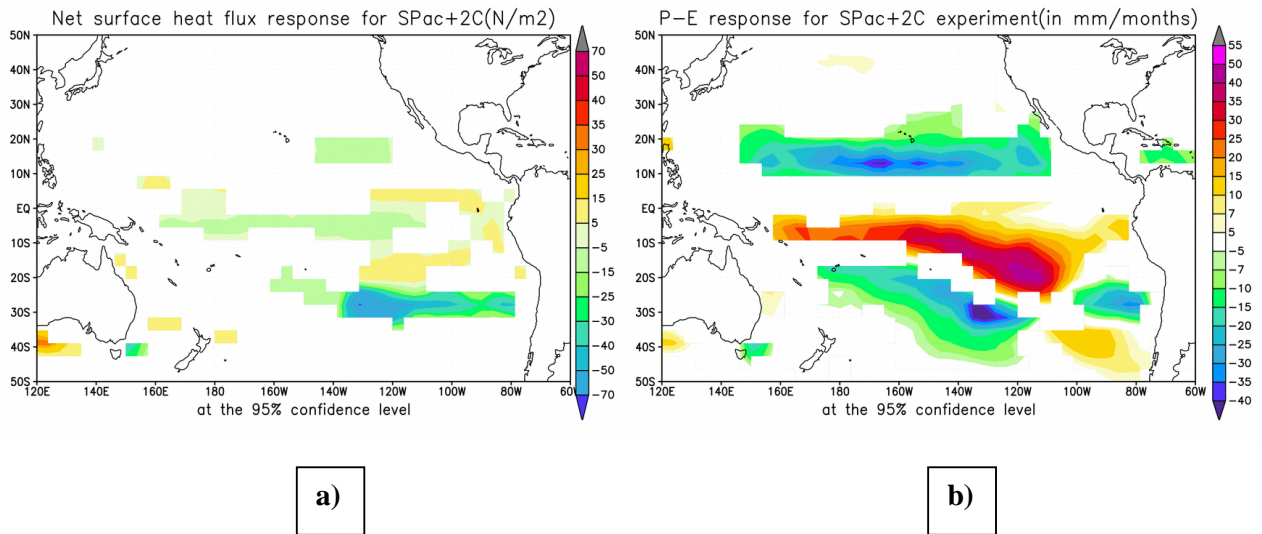 Net surface heat flux response for SPac+2C(N/m2)
50N
40N
30N
20N
10N
EQ
10S
20S
30S
40S
50S
120E 140E 160E 180 160W 140W 120W 100W 80W 60W
at the 95% confidence level
70
50
40
35
30
25
15
5
−5
−15
−25
−30
−35
−40
−50
−70
a)
P−E response for SPac+2C experiment(in mm/months)
50N
40N
30N
20N
10N
EQ
10S
20S
30S
40S
50S
120E 140E 160E 180 160W 140W 120W 100W 80W 60W
at the 95% confidence level
55
50
40
35
30
25
20
15
10
7
5
−5
−7
−10
−15
−20
−25
−30
−35
−40
b)